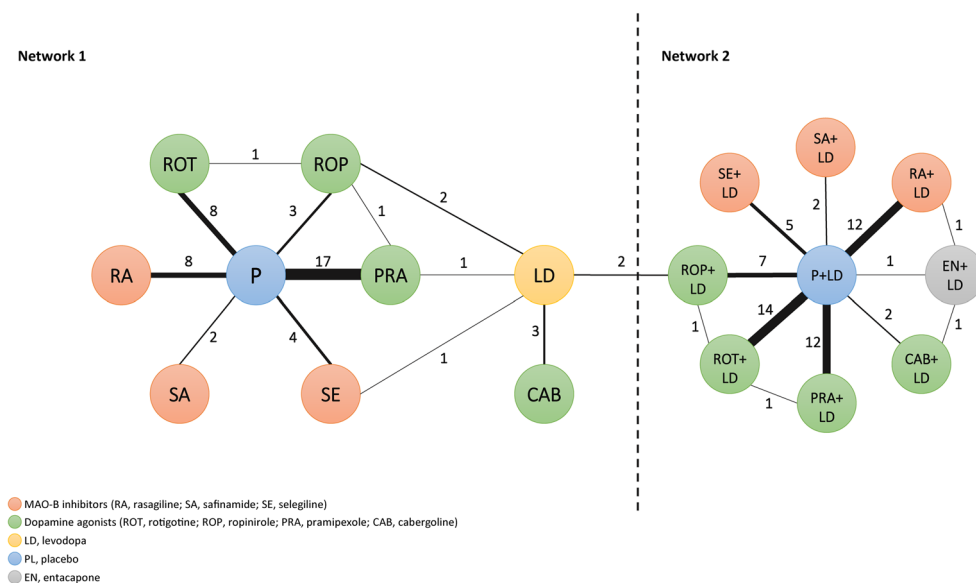 Network 1
Network 2
ROT
1
ROP
2
8
3
1
RA
8
P
17
PRA
1
LD
2
2
4
1
3
SA
SE
CAB
SA+
LD
SE+
LD
RA+
LD
2
5
12
1
ROP+
LD
7
P+LD
1
EN+
LD
14
2
1
1
12
ROT+
LD
CAB+
LD
1
PRA+
LD
MAO-B inhibitors (RA, rasagiline; SA, safinamide; SE, selegiline)
Dopamine agonists (ROT, rotigotine; ROP, ropinirole; PRA, pramipexole; CAB, cabergoline)
LD, levodopa
PL, placebo
EN, entacapone